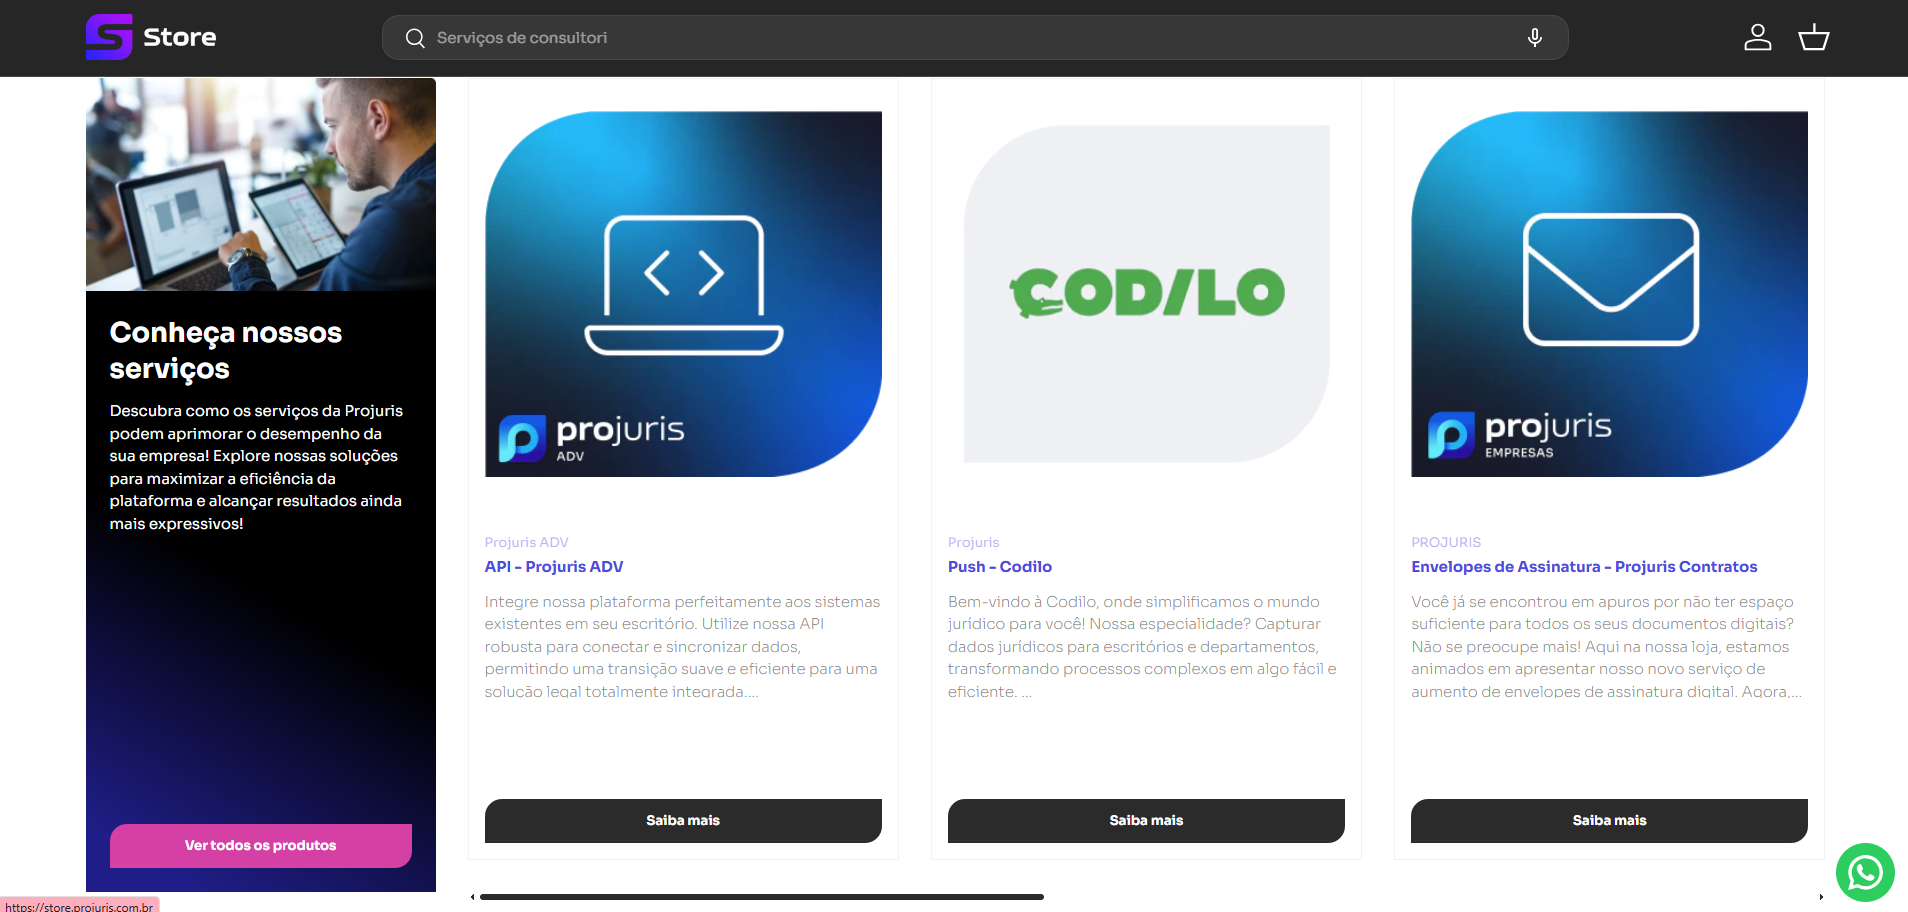 Store
Serviços de consultori
Conheça nossos
serviços
Descubra como os serviços da Projuris
podem aprimorar o desempenho da
sua empresa! Explore nossas soluções
para maximizar a eficiência da
plataforma e alcançar resultados ainda
mais expressivos!
Ver todos os produtos
projuris
ADV
Projuris ADV
API - Projuris ADV
Integre nossa plataforma perfeitamente aos sistemas
existentes em seu escritório. Utilize nossa API
robusta para conectar e sincronizar dados,
permitindo uma transição suave e eficiente para uma
solução legal totalmente integrada....
Saiba mais
CODILO
Projuris
Push - Codilo
Bem-vindo à Codilo, onde simplificamos o mundo
jurídico para você! Nossa especialidade? Capturar
dados jurídicos para escritórios e departamentos,
transformando processos complexos em algo fácil e
eficiente. ...
Saiba mais
projuris
EMPRESAS
PROJURIS
Envelopes de Assinatura - Projuris Contratos
Você já se encontrou em apuros por não ter espaço
suficiente para todos os seus documentos digitais?
Não se preocupe mais! Aqui na nossa loja, estamos
animados em apresentar nosso novo serviço de
aumento de envelopes de assinatura digital. Agora,...
Saiba mais
https://store.projuris.com.br